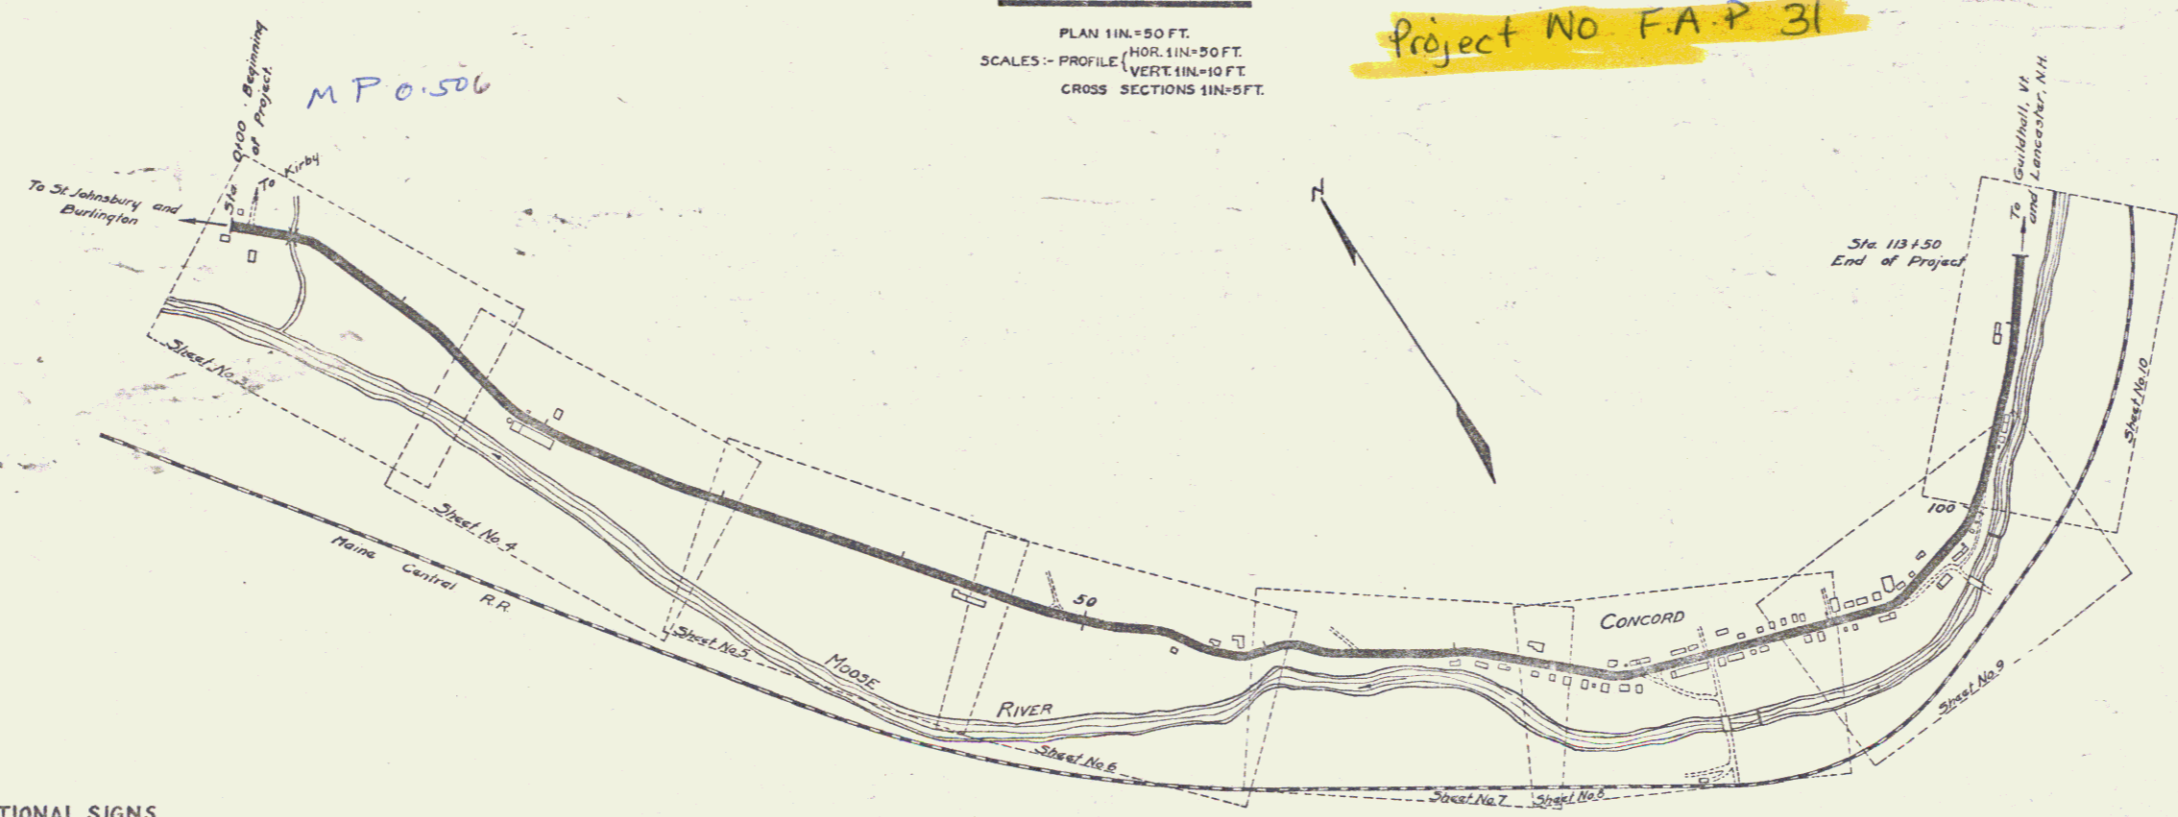 PLAN 1IN.=50 FT.
SCALES:- PROFILE { HOR. 1IN=50 FT.
VERT. 1IN.=10 FT.
CROSS SECTIONS 1IN=5FT.
Project No F.A.P 31
M P 0.506
Sta 0+00 Beginning
of Project.
To Kirby
To St Johnsbury and
Burlington
N
To Guildhall, Vt.
and Lancaster, N.H.
Sta. 113+50
End of Project
Sheet No. 3
Sheet No. 4
Sheet No. 5
Sheet No. 6
Sheet No. 7
Sheet No. 8
Sheet No. 9
Sheet No. 10
Maine Central R.R.
MOOSE
RIVER
50
100
CONCORD
TIONAL SIGNS